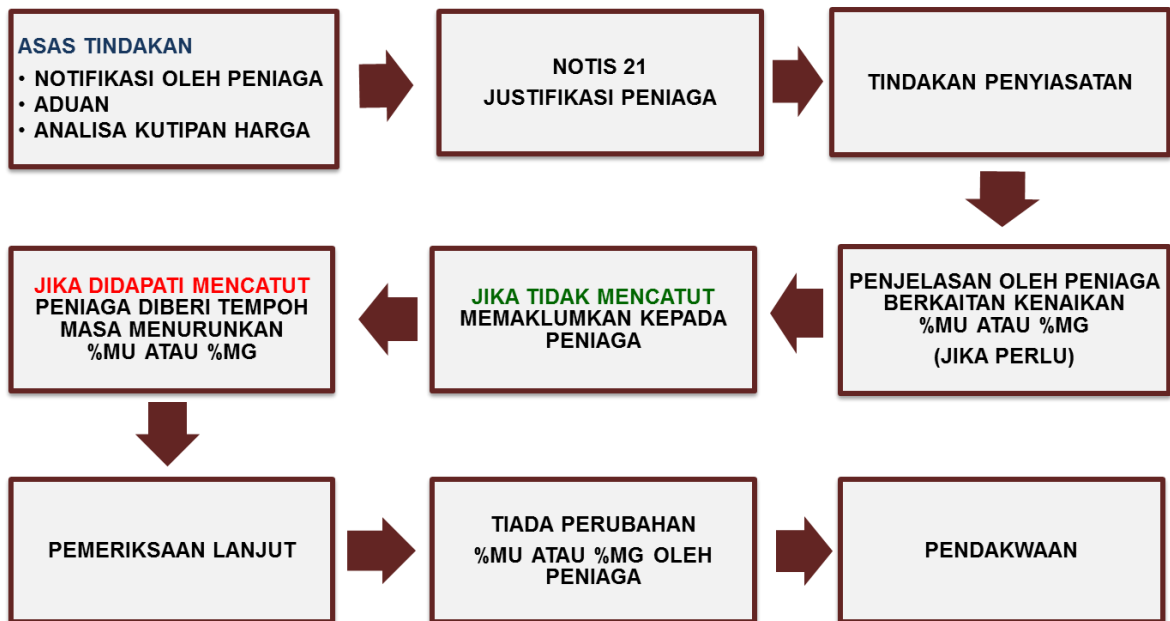 ASAS TINDAKAN
• NOTIFIKASI OLEH PENIAGA
• ADUAN
• ANALISA KUTIPAN HARGA
NOTIS 21
JUSTIFIKASI PENIAGA
TINDAKAN PENYIASATAN
PENJELASAN OLEH PENIAGA
BERKAITAN KENAIKAN
%MU ATAU %MG
(JIKA PERLU)
JIKA TIDAK MENCATUT
MEMAKLUMKAN KEPADA
PENIAGA
JIKA DIDAPATI MENCATUT
PENIAGA DIBERI TEMPOH
MASA MENURUNKAN
%MU ATAU %MG
PEMERIKSAAN LANJUT
TIADA PERUBAHAN
%MU ATAU %MG OLEH
PENIAGA
PENDAKWAAN